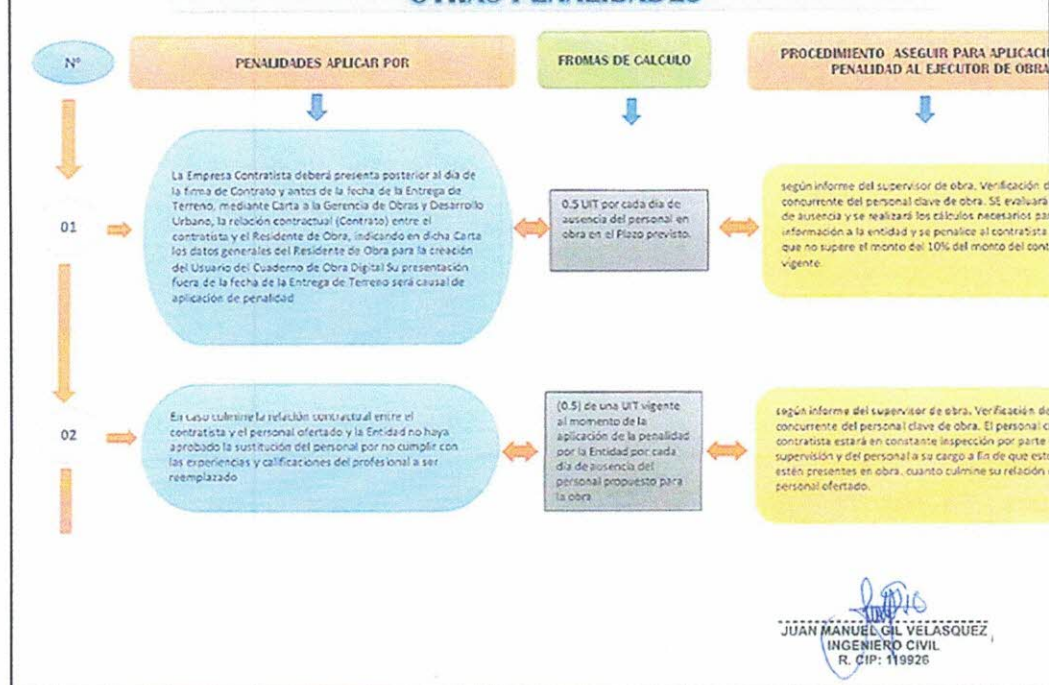 OTRAS PENALIDADES
N°
PENALIDADES APLICAR POR
FROMAS DE CALCULO
PROCEDIMIENTO ASEGUIR PARA APLICACIO
PENALIDAD AL EJECUTOR DE OBRA
01
La Empresa Contratista deberá presenta posterior al día de
la firma de Contrato y antes de la fecha de la Entrega de
Terreno, mediante Carta a la Gerencia de Obras y Desarrollo
Urbano, la relación contractual (Contrato) entre el
contratista y el Residente de Obra, indicando en dicha Carta
los datos generales del Residente de Obra para la creación
del Usuario del Cuaderno de Obra Digital Su presentación
fuera de la fecha de la Entrega de Terreno será causal de
aplicación de penalidad
0.5 UIT por cada día de
ausencia del personal en
obra en el Plazo previsto.
según informe del supervisor de obra. Verificación d
concurrente del personal clave de obra. SE evaluará
de ausencia y se realizará los cálculos necesarios par
información a la entidad y se penalice al contratista
que no supere el monto del 10% del monto del cont
vigente.
02
En caso culmine la relación contractual entre el
contratista y el personal ofertado y la Entidad no haya
aprobado la sustitución del personal por no cumplir con
las experiencias y calificaciones del profesional a ser
reemplazado
(0.5) de una UIT vigente
al momento de la
aplicación de la penalidad
por la Entidad por cada
día de ausencia del
personal propuesto para
la obra
según informe del supervisor de obra. Verificación de
concurrente del personal clave de obra. El personal c
contratista estará en constante inspección por parte
supervisión y del personal a su cargo a fin de que este
estén presentes en obra, cuanto culmine su relación
personal ofertado.
JUAN MANUEL GIL VELASQUEZ
INGENIERO CIVIL
R. CIP: 119926